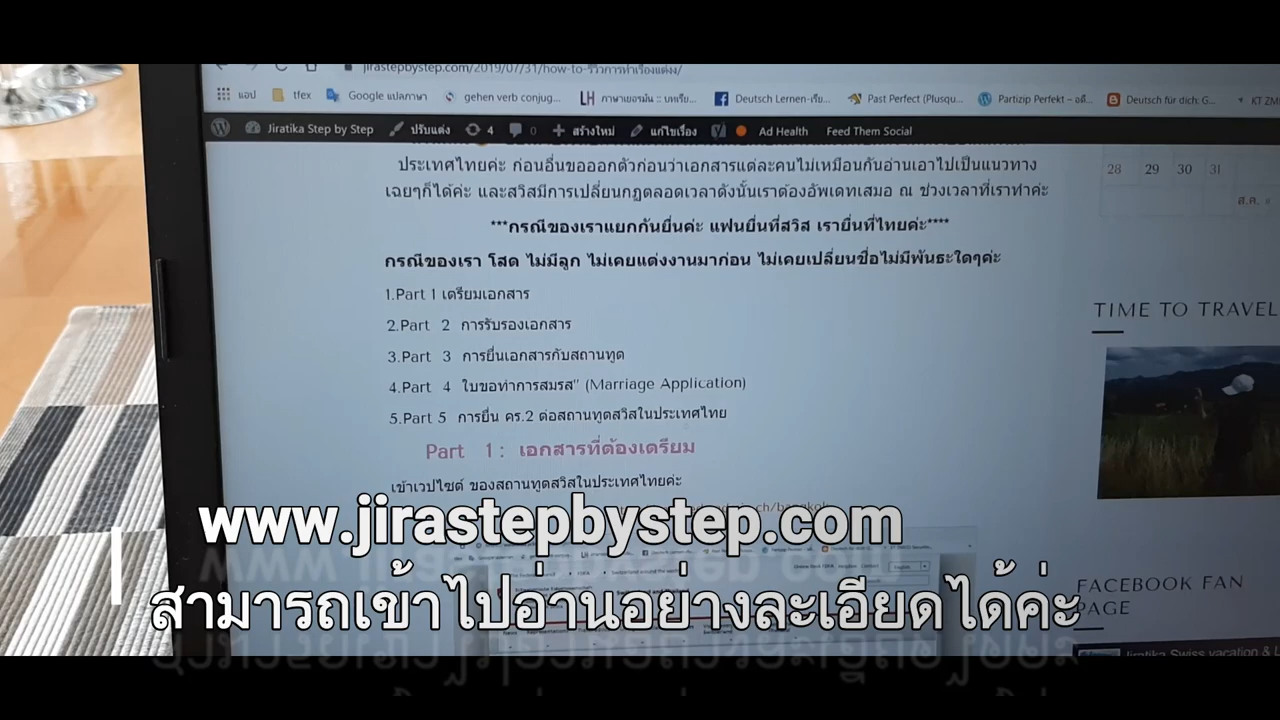 jirastepbystep.com/2019/07/31/how-to-รีวิวการทำเรื่องแต่งง/
แอป tfex Google แปลภาษา gehen verb conjug... LH ภาษาเยอรมัน :: บทเรีย... Deutsch Lernen-เรีย... Past Perfect (Plusqu... Partizip Perfekt – อดี... Deutsch für dich: G... KT ZM
Jiratika Step by Step ปรับแต่ง 4 0 สร้างใหม่ แก้ไขเรื่อง Ad Health Feed Them Social
ประเทศไทยค่ะ ก่อนอื่นขอออกตัวก่อนว่าเอกสารแต่ละคนไม่เหมือนกันอ่านเอาไปเป็นแนวทาง
เฉยๆก็ได้ค่ะ และสวิสมีการเปลี่ยนกฏตลอดเวลาดังนั้นเราต้องอัพเดทเสมอ ณ ช่วงเวลาที่เราทำค่ะ
***กรณีของเราแยกกันยื่นค่ะ แฟนยื่นที่สวิส เรายื่นที่ไทยค่ะ****
กรณีของเรา โสด ไม่มีลูก ไม่เคยแต่งงานมาก่อน ไม่เคยเปลี่ยนชื่อไม่มีพันธะใดๆค่ะ
1.Part 1 เตรียมเอกสาร
2.Part 2 การรับรองเอกสาร
3.Part 3 การยื่นเอกสารกับสถานทูต
4.Part 4 ใบขอทำการสมรส" (Marriage Application)
5.Part 5 การยื่น คร.2 ต่อสถานทูตสวิสในประเทศไทย
Part 1 : เอกสารที่ต้องเตรียม
เข้าเวปไซต์ ของสถานทูตสวิสในประเทศไทยค่ะ
28 29 30 31
ส.ค. »
TIME TO TRAVEL
FACEBOOK FAN
PAGE
Jiratika Swiss vacation & L
www.jirastepbystep.com
สามารถเข้าไปอ่านอย่างละเอียดได้ค่ะ